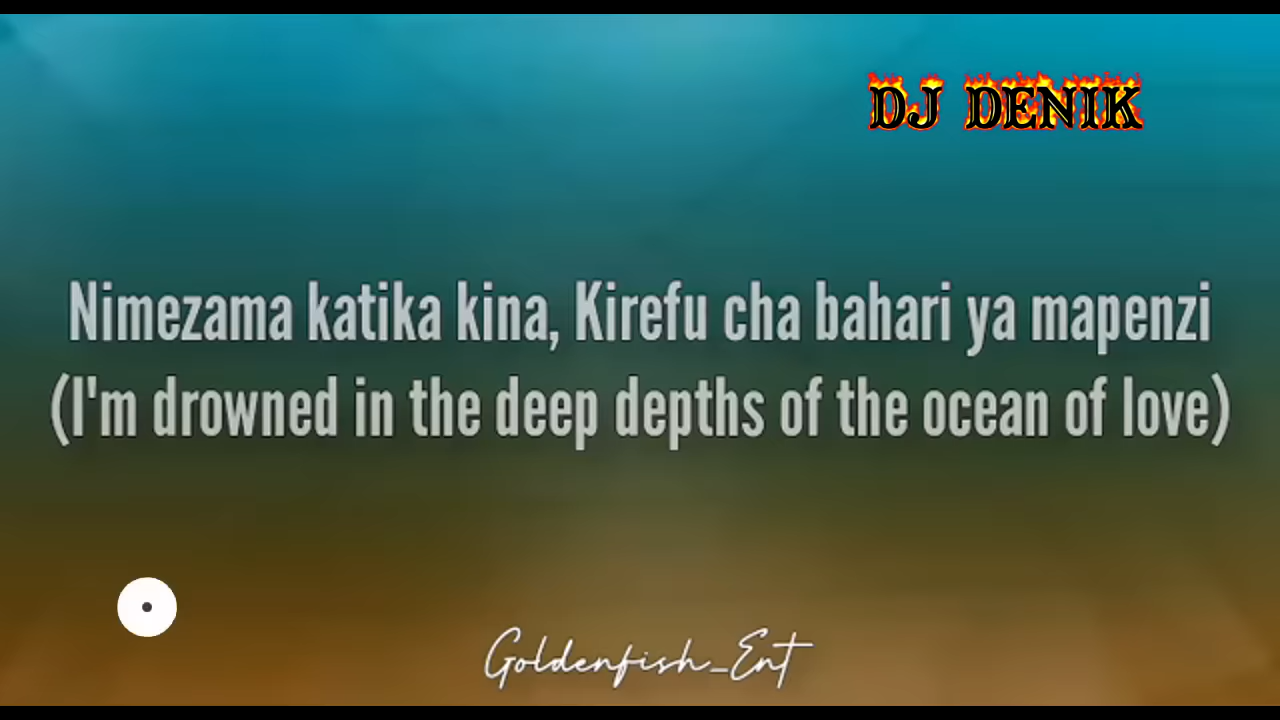 DJ DENIK
Nimezama katika kina, Kirefu cha bahari ya mapenzi
(I'm drowned in the deep depths of the ocean of love)
Goldenfish_Ent